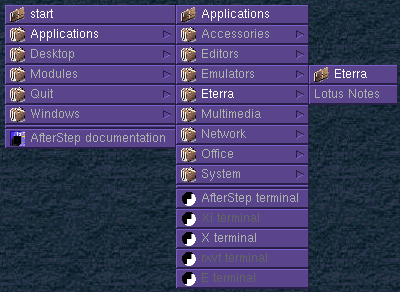 start
Applications
Desktop
Modules
Quit
Windows
AfterStep documentation
Applications
Accessories
Editors
Emulators
Eterra
Multimedia
Network
Office
System
AfterStep terminal
Xi terminal
X terminal
rxvt terminal
E terminal
Eterra
Lotus Notes